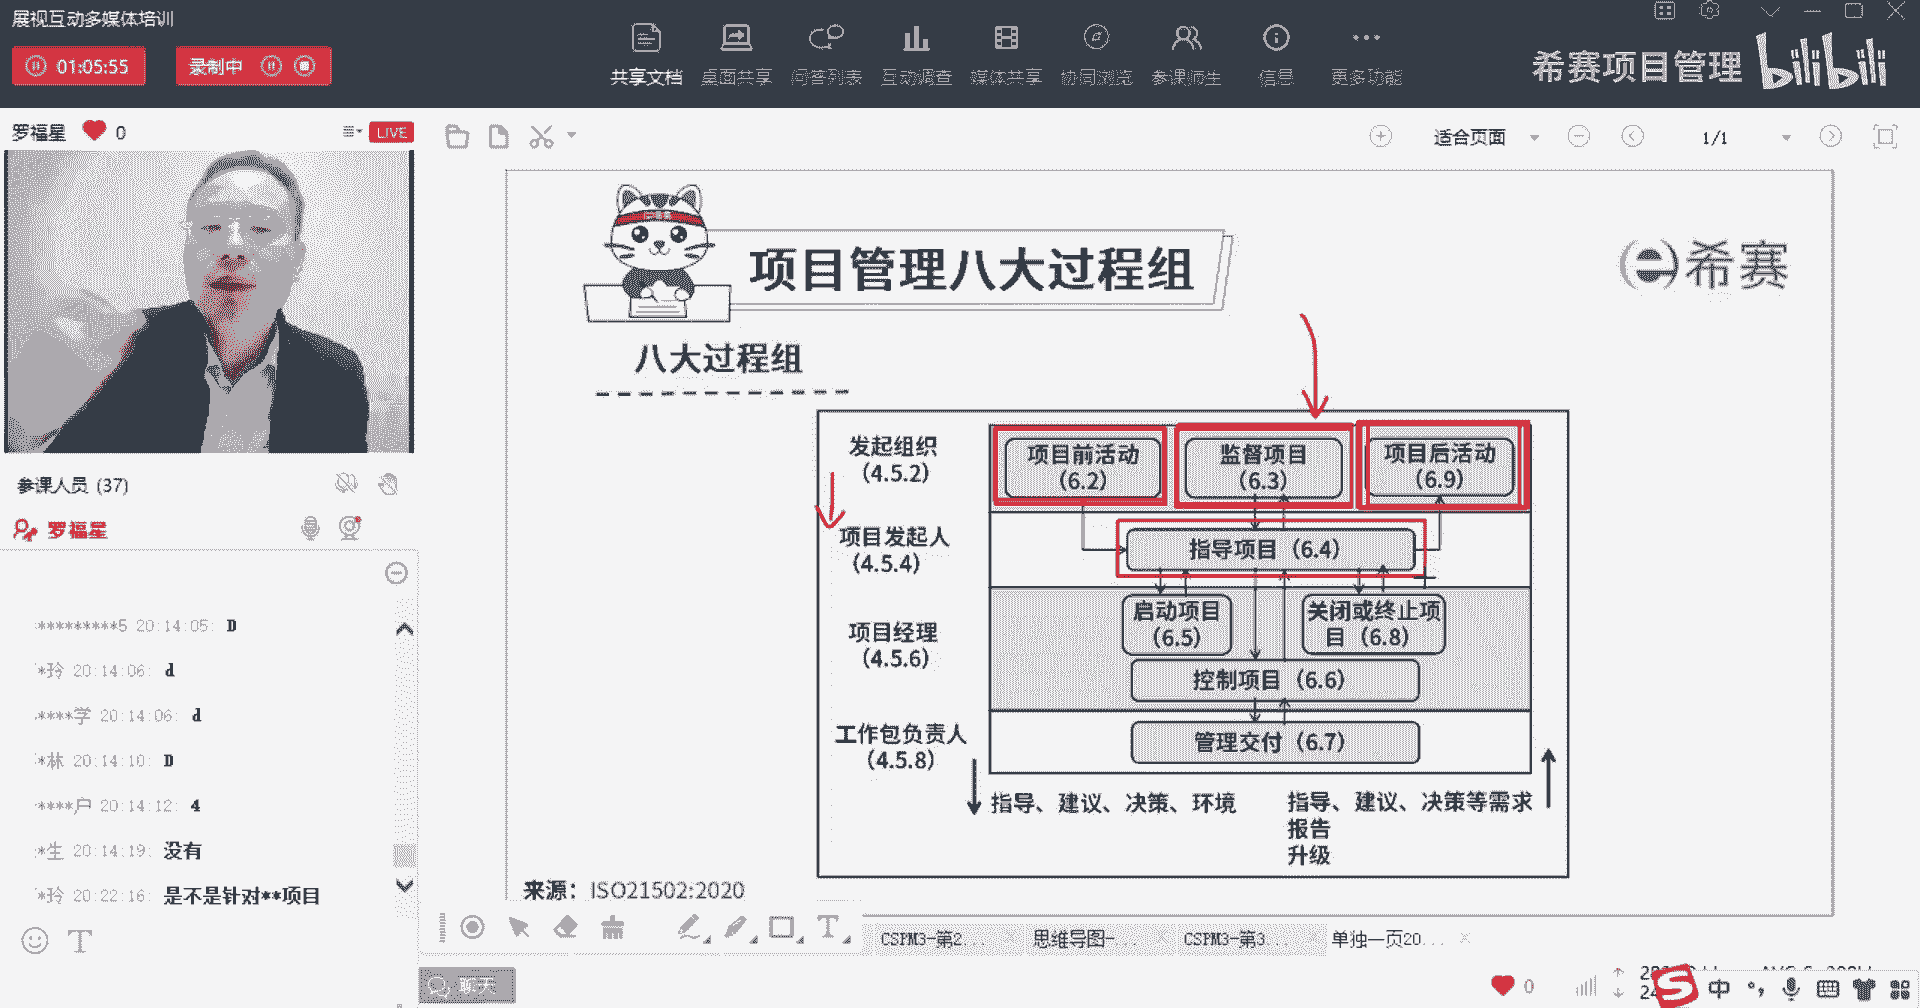 展视互动多媒体培训
01:05:55
录制中
共享文档
桌面共享
问答列表
互动调查
媒体共享
协同浏览
参课师生
信息
更多功能
希赛项目管理
bilibili
罗福星
0
LIVE
适合页面
1/1
参课人员 (37)
罗福星
*********5 20:14:05: D
*玲 20:14:06: d
****学 20:14:06: d
*林 20:14:10: D
****户 20:14:12: 4
*生 20:14:19: 没有
*玲 20:22:16: 是不是针对**项目
项目管理八大过程组
希赛
八大过程组
发起组织
(4.5.2)
项目前活动
(6.2)
监督项目
(6.3)
项目后活动
(6.9)
项目发起人
(4.5.4)
指导项目 (6.4)
项目经理
(4.5.6)
启动项目
(6.5)
关闭或终止项
目 (6.8)
控制项目 (6.6)
工作包负责人
(4.5.8)
管理交付 (6.7)
指导、建议、决策、环境
指导、建议、决策等需求
报告
升级
来源：ISO21502:2020
CSPM3-第2...
思维导图-...
CSPM3-第3...
单独一页20...
聊天
0
中